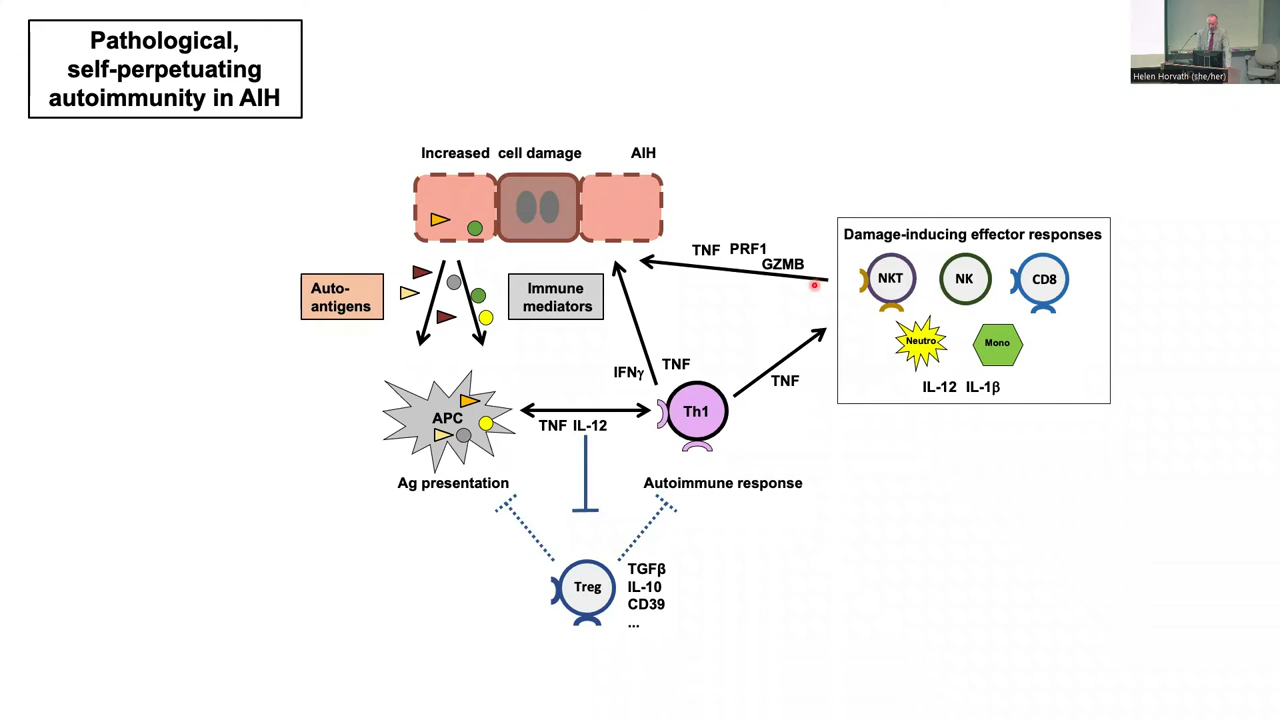 Pathological,
self-perpetuating
autoimmunity in AIH
Helen Horvath (she/her)
Increased cell damage
AIH
Auto-
antigens
Immune
mediators
TNF PRF1
GZMB
Damage-inducing effector responses
NKT
NK
CD8
Neutro
Mono
IL-12 IL-1β
IFNγ
TNF
TNF
APC
TNF IL-12
Th1
Ag presentation
Autoimmune response
Treg
TGFβ
IL-10
CD39
...